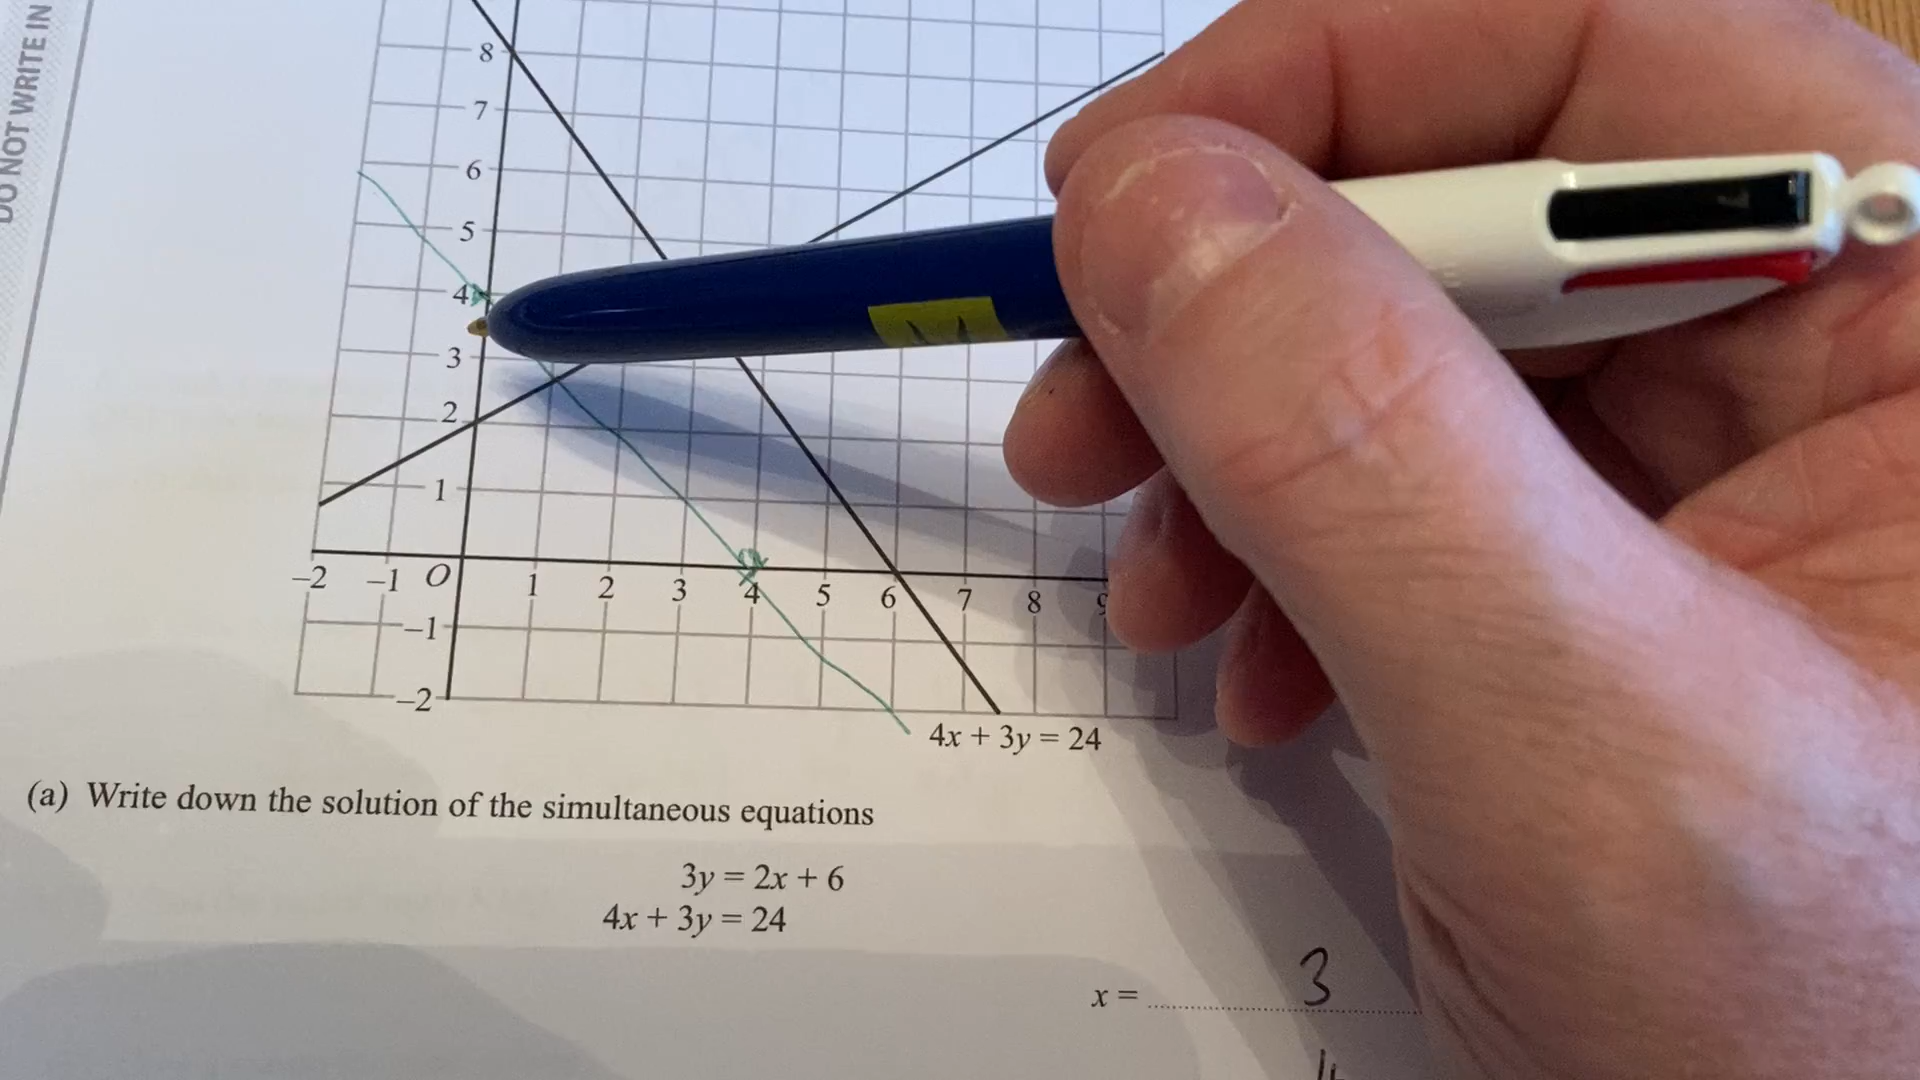 DO NOT WRITE IN
8
7
6
5
4
3
2
1
-2 -1 O 1 2 3 4 5 6 7 8 9
-1
-2
4x + 3y = 24
(a) Write down the solution of the simultaneous equations
3y = 2x + 6
4x + 3y = 24
x = 3